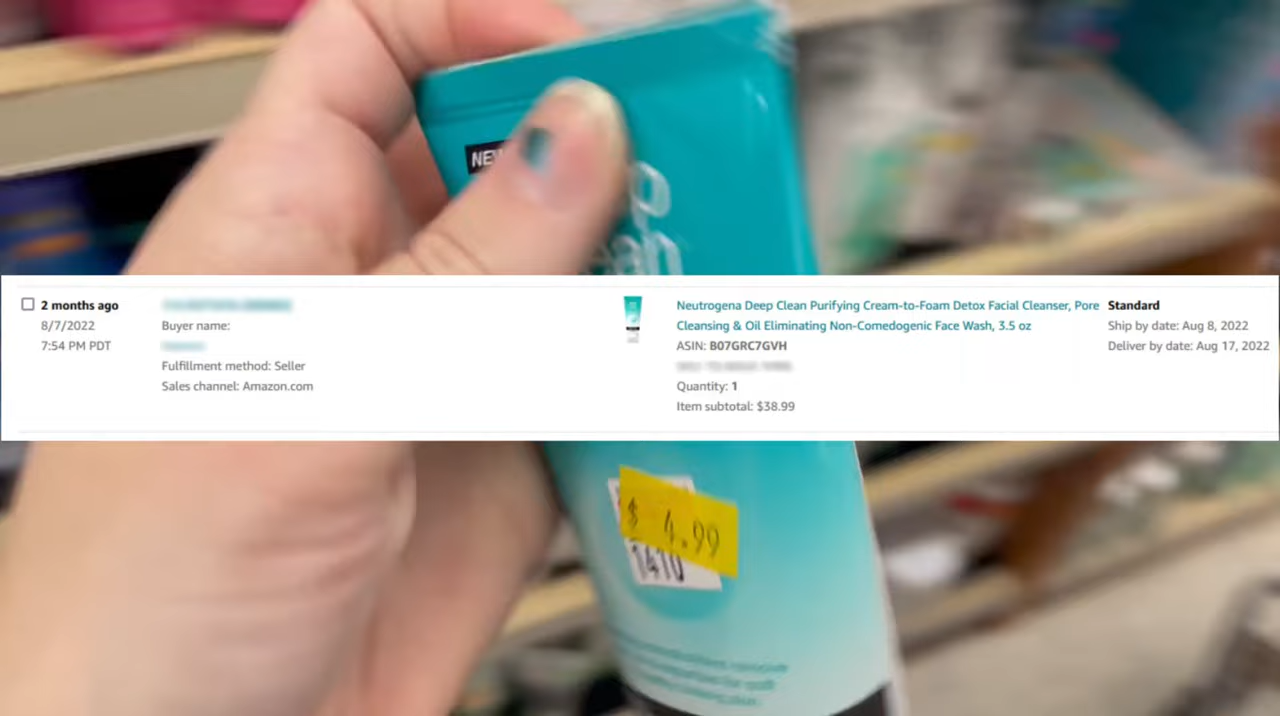 NEW
2 months ago
8/7/2022
7:54 PM PDT
Buyer name:
Fulfillment method: Seller
Sales channel: Amazon.com
Neutrogena Deep Clean Purifying Cream-to-Foam Detox Facial Cleanser, Pore
Cleansing & Oil Eliminating Non-Comedogenic Face Wash, 3.5 oz
ASIN: B07GRC7GVH
Quantity: 1
Item subtotal: $38.99
Standard
Ship by date: Aug 8, 2022
Deliver by date: Aug 17, 2022
$ 4.99
1410